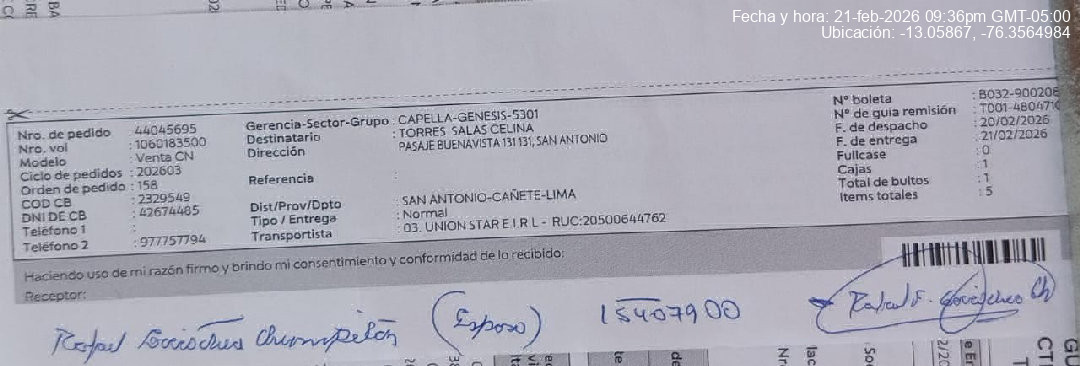 Fecha y hora: 21-feb-2026 09:36pm GMT-05:00
Ubicación: -13.05867, -76.3564984
Nro. de pedido : 44045695
Nro. vol : 1060183500
Modelo : Venta CN
Ciclo de pedidos : 202603
Orden de pedido : 158
COD CB : 2329549
DNI DE CB : 42674485
Teléfono 1 :
Teléfono 2 : 977757794
Gerencia-Sector-Grupo : CAPELLA-GENESIS-5301
Destinatario : TORRES SALAS CELINA
Dirección : PASAJE BUENAVISTA 131 131, SAN ANTONIO
Referencia :
Dist/Prov/Dpto : SAN ANTONIO-CAÑETE-LIMA
Tipo / Entrega : Normal
Transportista : 03. UNION STAR E.I.R.L - RUC:20500644762
N° boleta : B032-900208
N° de guia remisión : T001-480471
F. de despacho : 20/02/2026
F. de entrega : 21/02/2026
Fullcase : 0
Cajas : 1
Total de bultos : 1
Items totales : 5
Haciendo uso de mi razón firmo y brindo mi consentimiento y conformidad de lo recibido:
Receptor:
Rafael Chumpitán (Esposo) 15407900
Rafael